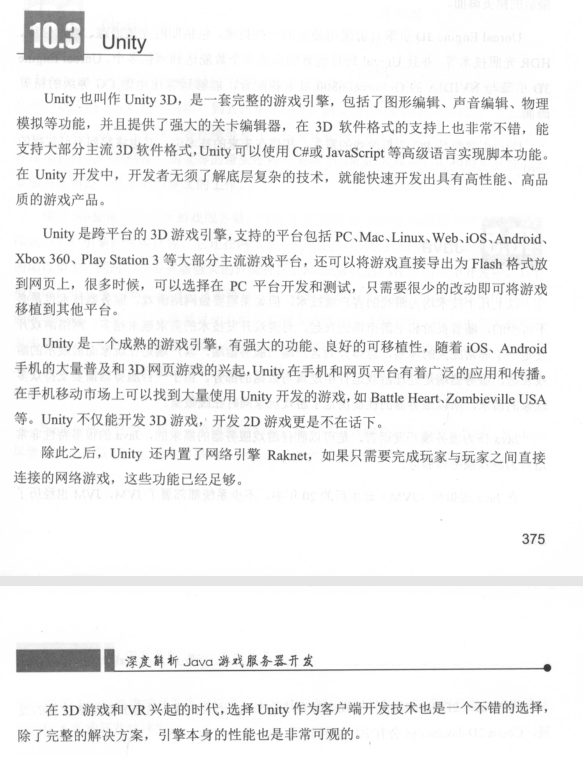 10.3 Unity
Unity 也叫作 Unity 3D，是一套完整的游戏引擎，包括了图形编辑、声音编辑、物理
模拟等功能，并且提供了强大的关卡编辑器，在 3D 软件格式的支持上也非常不错，能
支持大部分主流 3D 软件格式，Unity 可以使用 C#或 JavaScript 等高级语言实现脚本功能。
在 Unity 开发中，开发者无须了解底层复杂的技术，就能快速开发出具有高性能、高品
质的游戏产品。
Unity 是跨平台的 3D 游戏引擎，支持的平台包括 PC、Mac、Linux、Web、iOS、Android、
Xbox 360、Play Station 3 等大部分主流游戏平台，还可以将游戏直接导出为 Flash 格式放
到网页上，很多时候，可以选择在 PC 平台开发和测试，只需要很少的改动即可将游戏
移植到其他平台。
Unity 是一个成熟的游戏引擎，有强大的功能、良好的可移植性，随着 iOS、Android
手机的大量普及和 3D 网页游戏的兴起，Unity 在手机和网页平台有着广泛的应用和传播。
在手机移动市场上可以找到大量使用 Unity 开发的游戏，如 Battle Heart、Zombieville USA
等。Unity 不仅能开发 3D 游戏，开发 2D 游戏更是不在话下。
除此之后，Unity 还内置了网络引擎 Raknet，如果只需要完成玩家与玩家之间直接
连接的网络游戏，这些功能已经足够。
375
深度解析 Java 游戏服务器开发
在 3D 游戏和 VR 兴起的时代，选择 Unity 作为客户端开发技术也是一个不错的选择，
除了完整的解决方案，引擎本身的性能也是非常可观的。